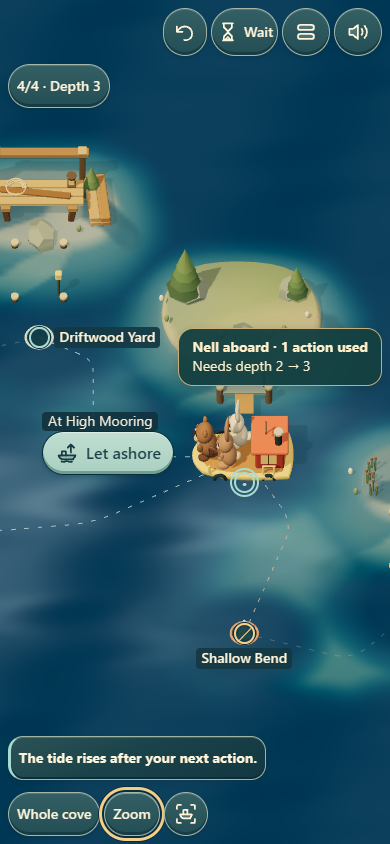 Wait
4/4 · Depth 3
Driftwood Yard
Nell aboard · 1 action used
Needs depth 2 → 3
At High Mooring
Let ashore
Shallow Bend
The tide rises after your next action.
Whole cove
Zoom